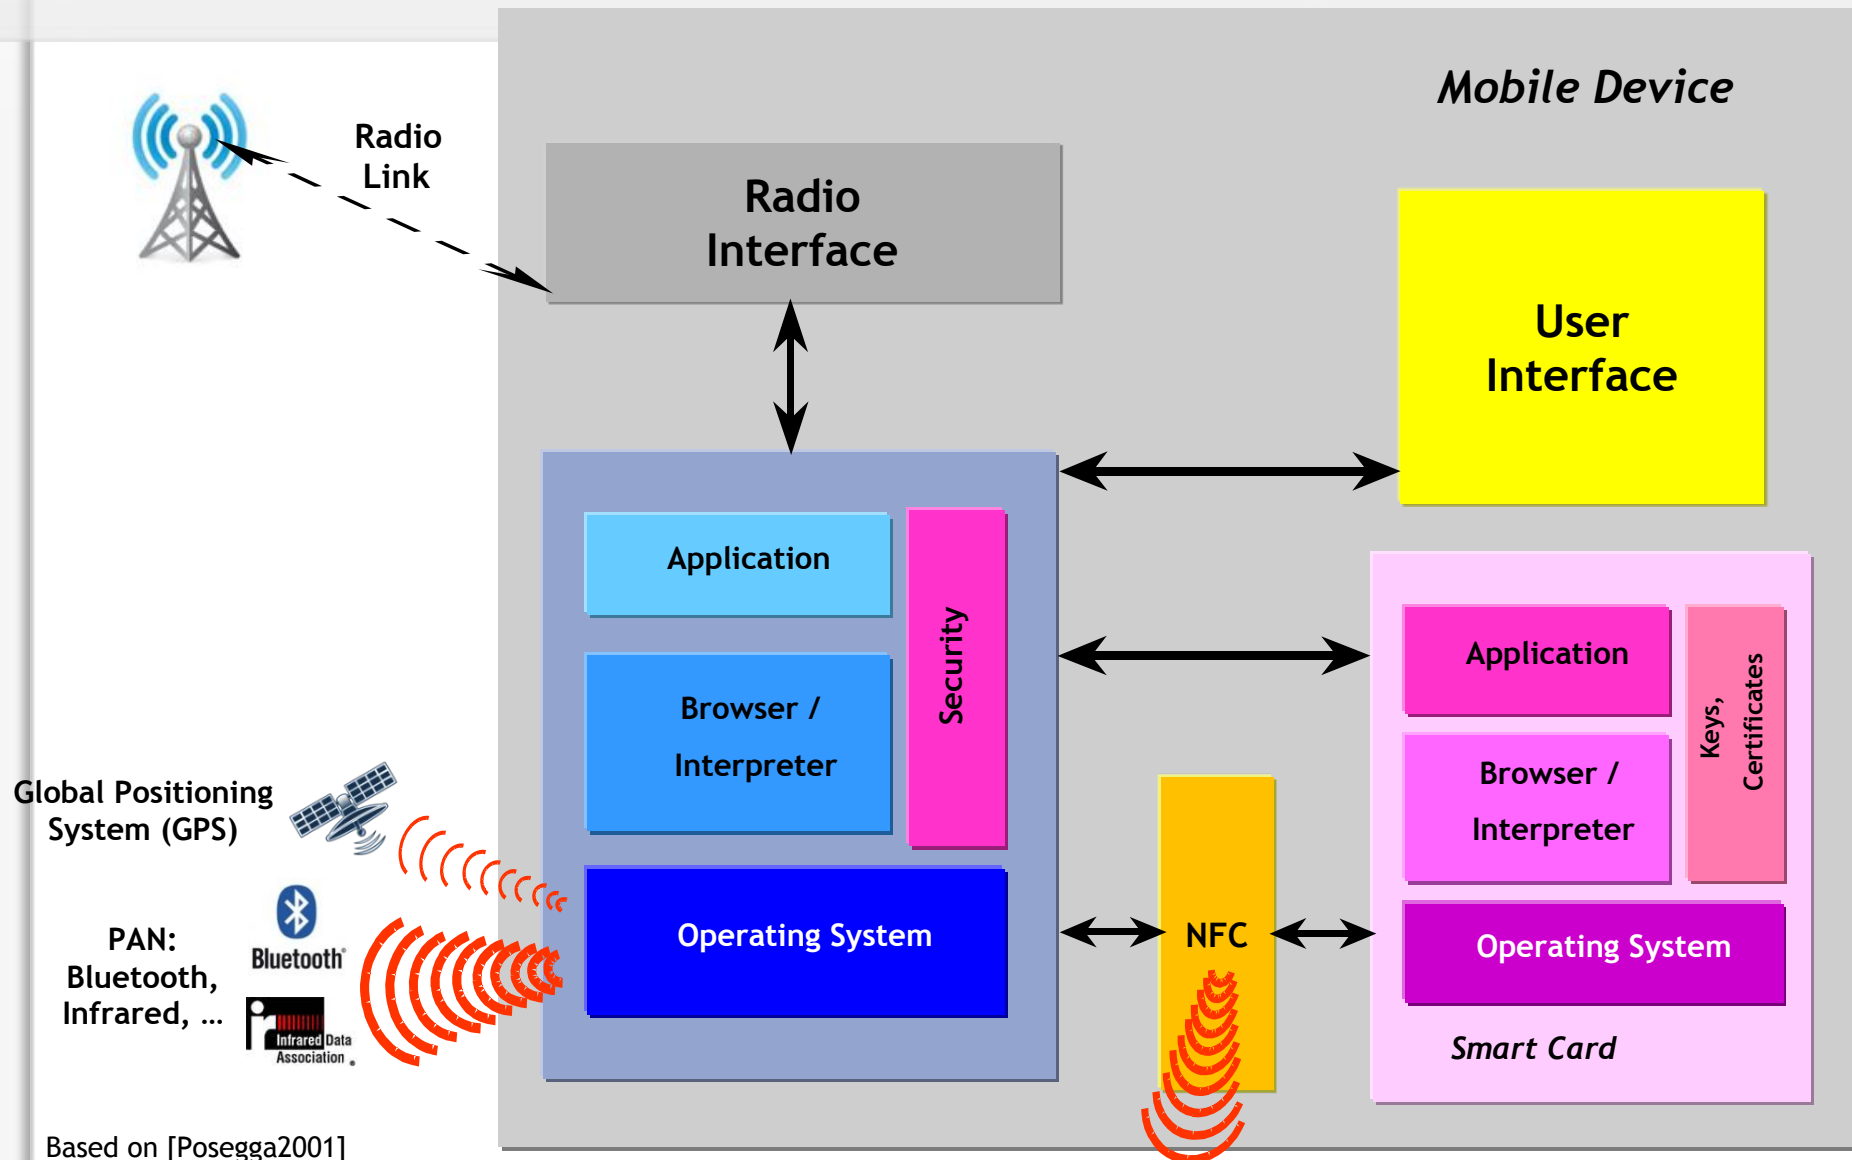 Mobile Device
Radio
Link
Radio
Interface
User
Interface
Application
Security
Browser /
Interpreter
Operating System
Application
Keys,
Certificates
Browser /
Interpreter
Operating System
Smart Card
NFC
Global Positioning
System (GPS)
PAN:
Bluetooth,
Infrared, …
Bluetooth®
Infrared Data
Association ®
Based on [Posegga2001]